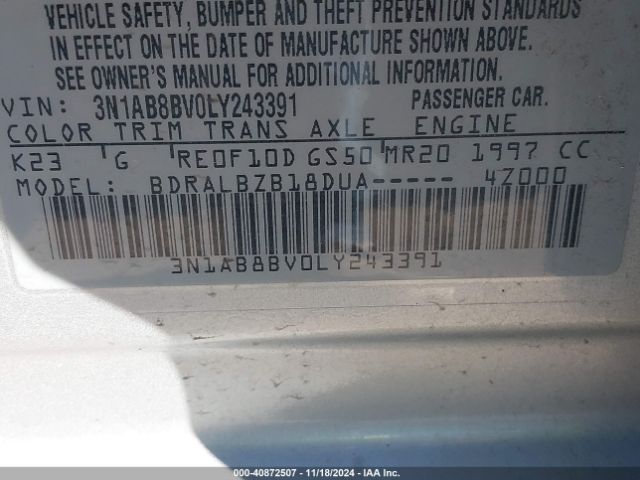 VEHICLE SAFETY, BUMPER AND THEFT PREVENTION STANDARDS
IN EFFECT ON THE DATE OF MANUFACTURE SHOWN ABOVE.
SEE OWNER'S MANUAL FOR ADDITIONAL INFORMATION.
VIN: 3N1AB8BV0LY243391 PASSENGER CAR.
COLOR TRIM TRANS AXLE ENGINE
K23 G RE0F10D GS50 MR20 1997 CC
MODEL: BDRALBZB18DUA----- 4Z000
3N1AB8BV0LY243391
000-40872507 - 11/18/2024 - IAA Inc.